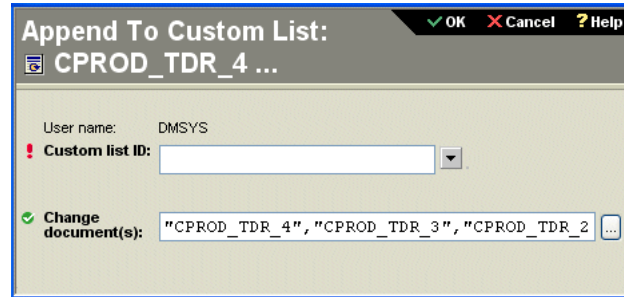 Append To Custom List:
CPROD_TDR_4 ...
OK Cancel ? Help
User name: DMSYS
Custom list ID:
Change document(s): "CPROD_TDR_4","CPROD_TDR_3","CPROD_TDR_2
...